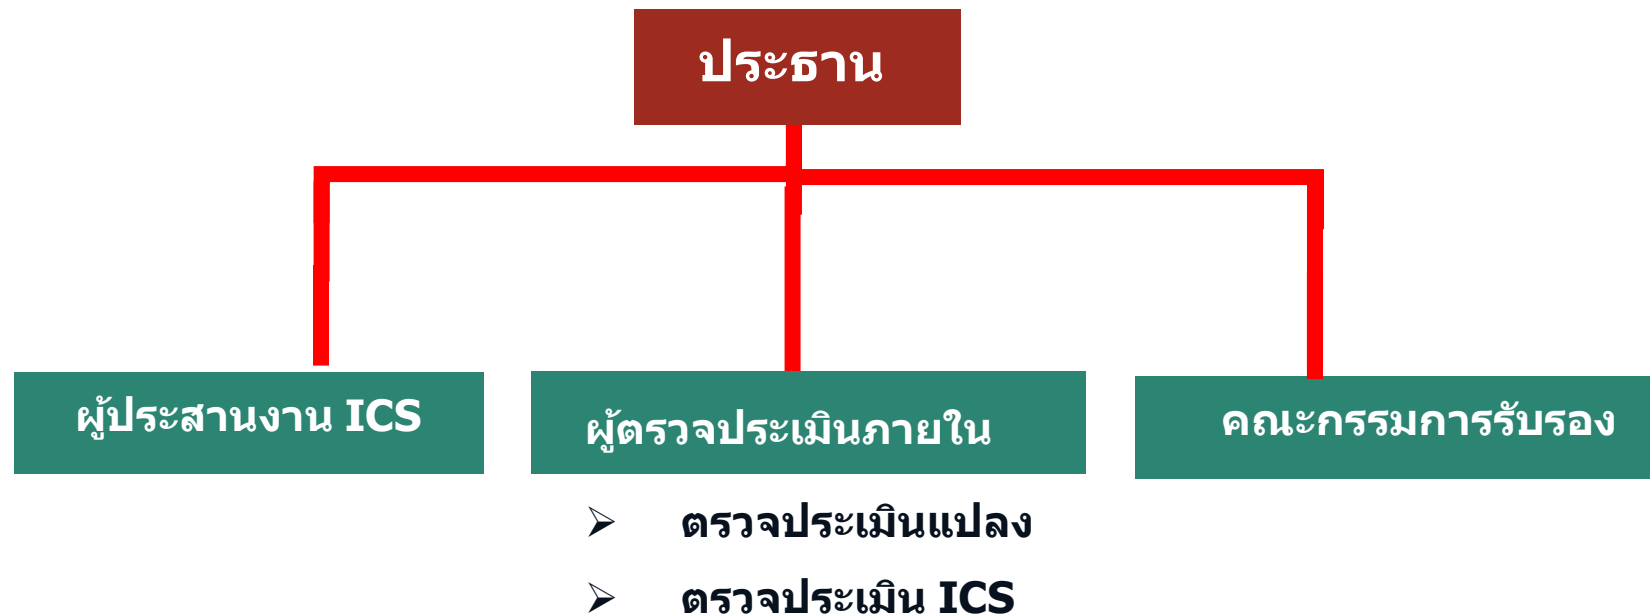 ประธาน
ผู้ประสานงาน ICS
ผู้ตรวจประเมินภายใน
คณะกรรมการรับรอง
➢ ตรวจประเมินแปลง
➢ ตรวจประเมิน ICS